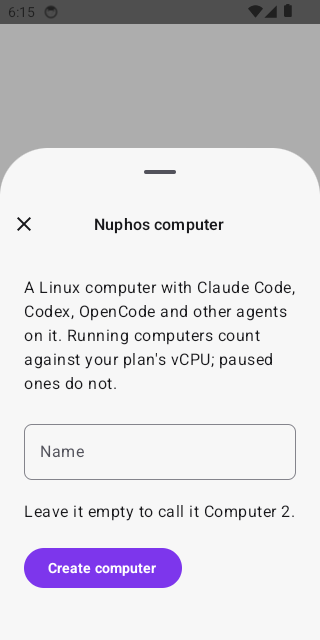 6:15
Nuphos computer
A Linux computer with Claude Code,
Codex, OpenCode and other agents
on it. Running computers count
against your plan's vCPU; paused
ones do not.
Name
Leave it empty to call it Computer 2.
Create computer